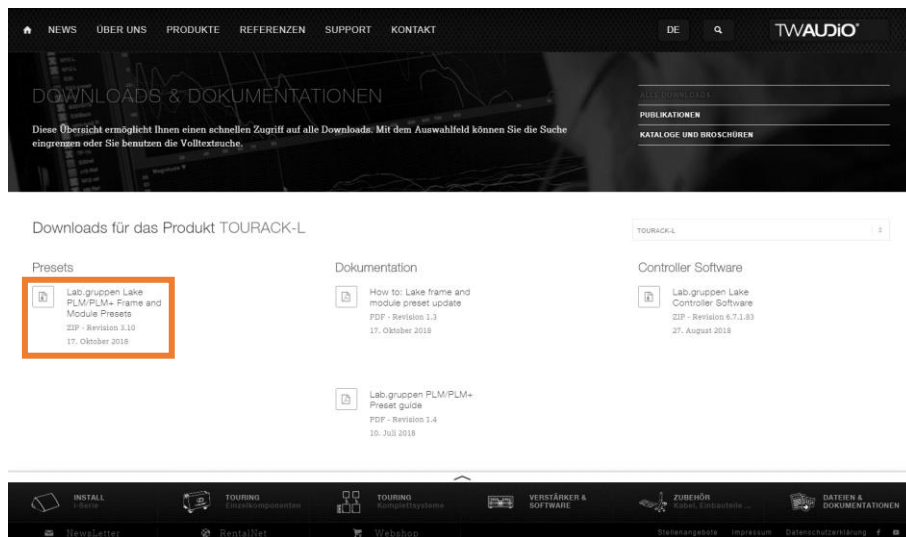 NEWS ÜBER UNS PRODUKTE REFERENZEN SUPPORT KONTAKT DE TWAUDiO
DOWNLOADS & DOKUMENTATIONEN
Diese Übersicht ermöglicht Ihnen einen schnellen Zugriff auf alle Downloads. Mit dem Auswahlfeld können Sie die Suche
eingrenzen oder Sie benutzen die Volltextsuche.
ALLE DOWNLOADS
PUBLIKATIONEN
KATALOGE UND BROSCHÜREN
Downloads für das Produkt TOURACK-L
TOURACK-L
Presets
Lab.gruppen Lake
PLM/PLM+ Frame and
Module Presets
ZIP - Revision 3.10
17. Oktober 2018
Dokumentation
How to: Lake frame and
module preset update
PDF - Revision 1.3
17. Oktober 2018
Lab.gruppen PLM/PLM+
Preset guide
PDF - Revision 1.4
10. Juli 2018
Controller Software
Lab.gruppen Lake
Controller Software
ZIP - Revision 6.7.1.83
27. August 2018
INSTALL
I-Serie
TOURING
Einzelkomponenten
TOURING
Komplettsysteme
VERSTÄRKER &
SOFTWARE
ZUBEHÖR
Kabel, Einbauteile ...
DATEIEN &
DOKUMENTATIONEN
NewsLetter RentalNet Webshop Stellenangebote Impressum Datenschutzerklärung